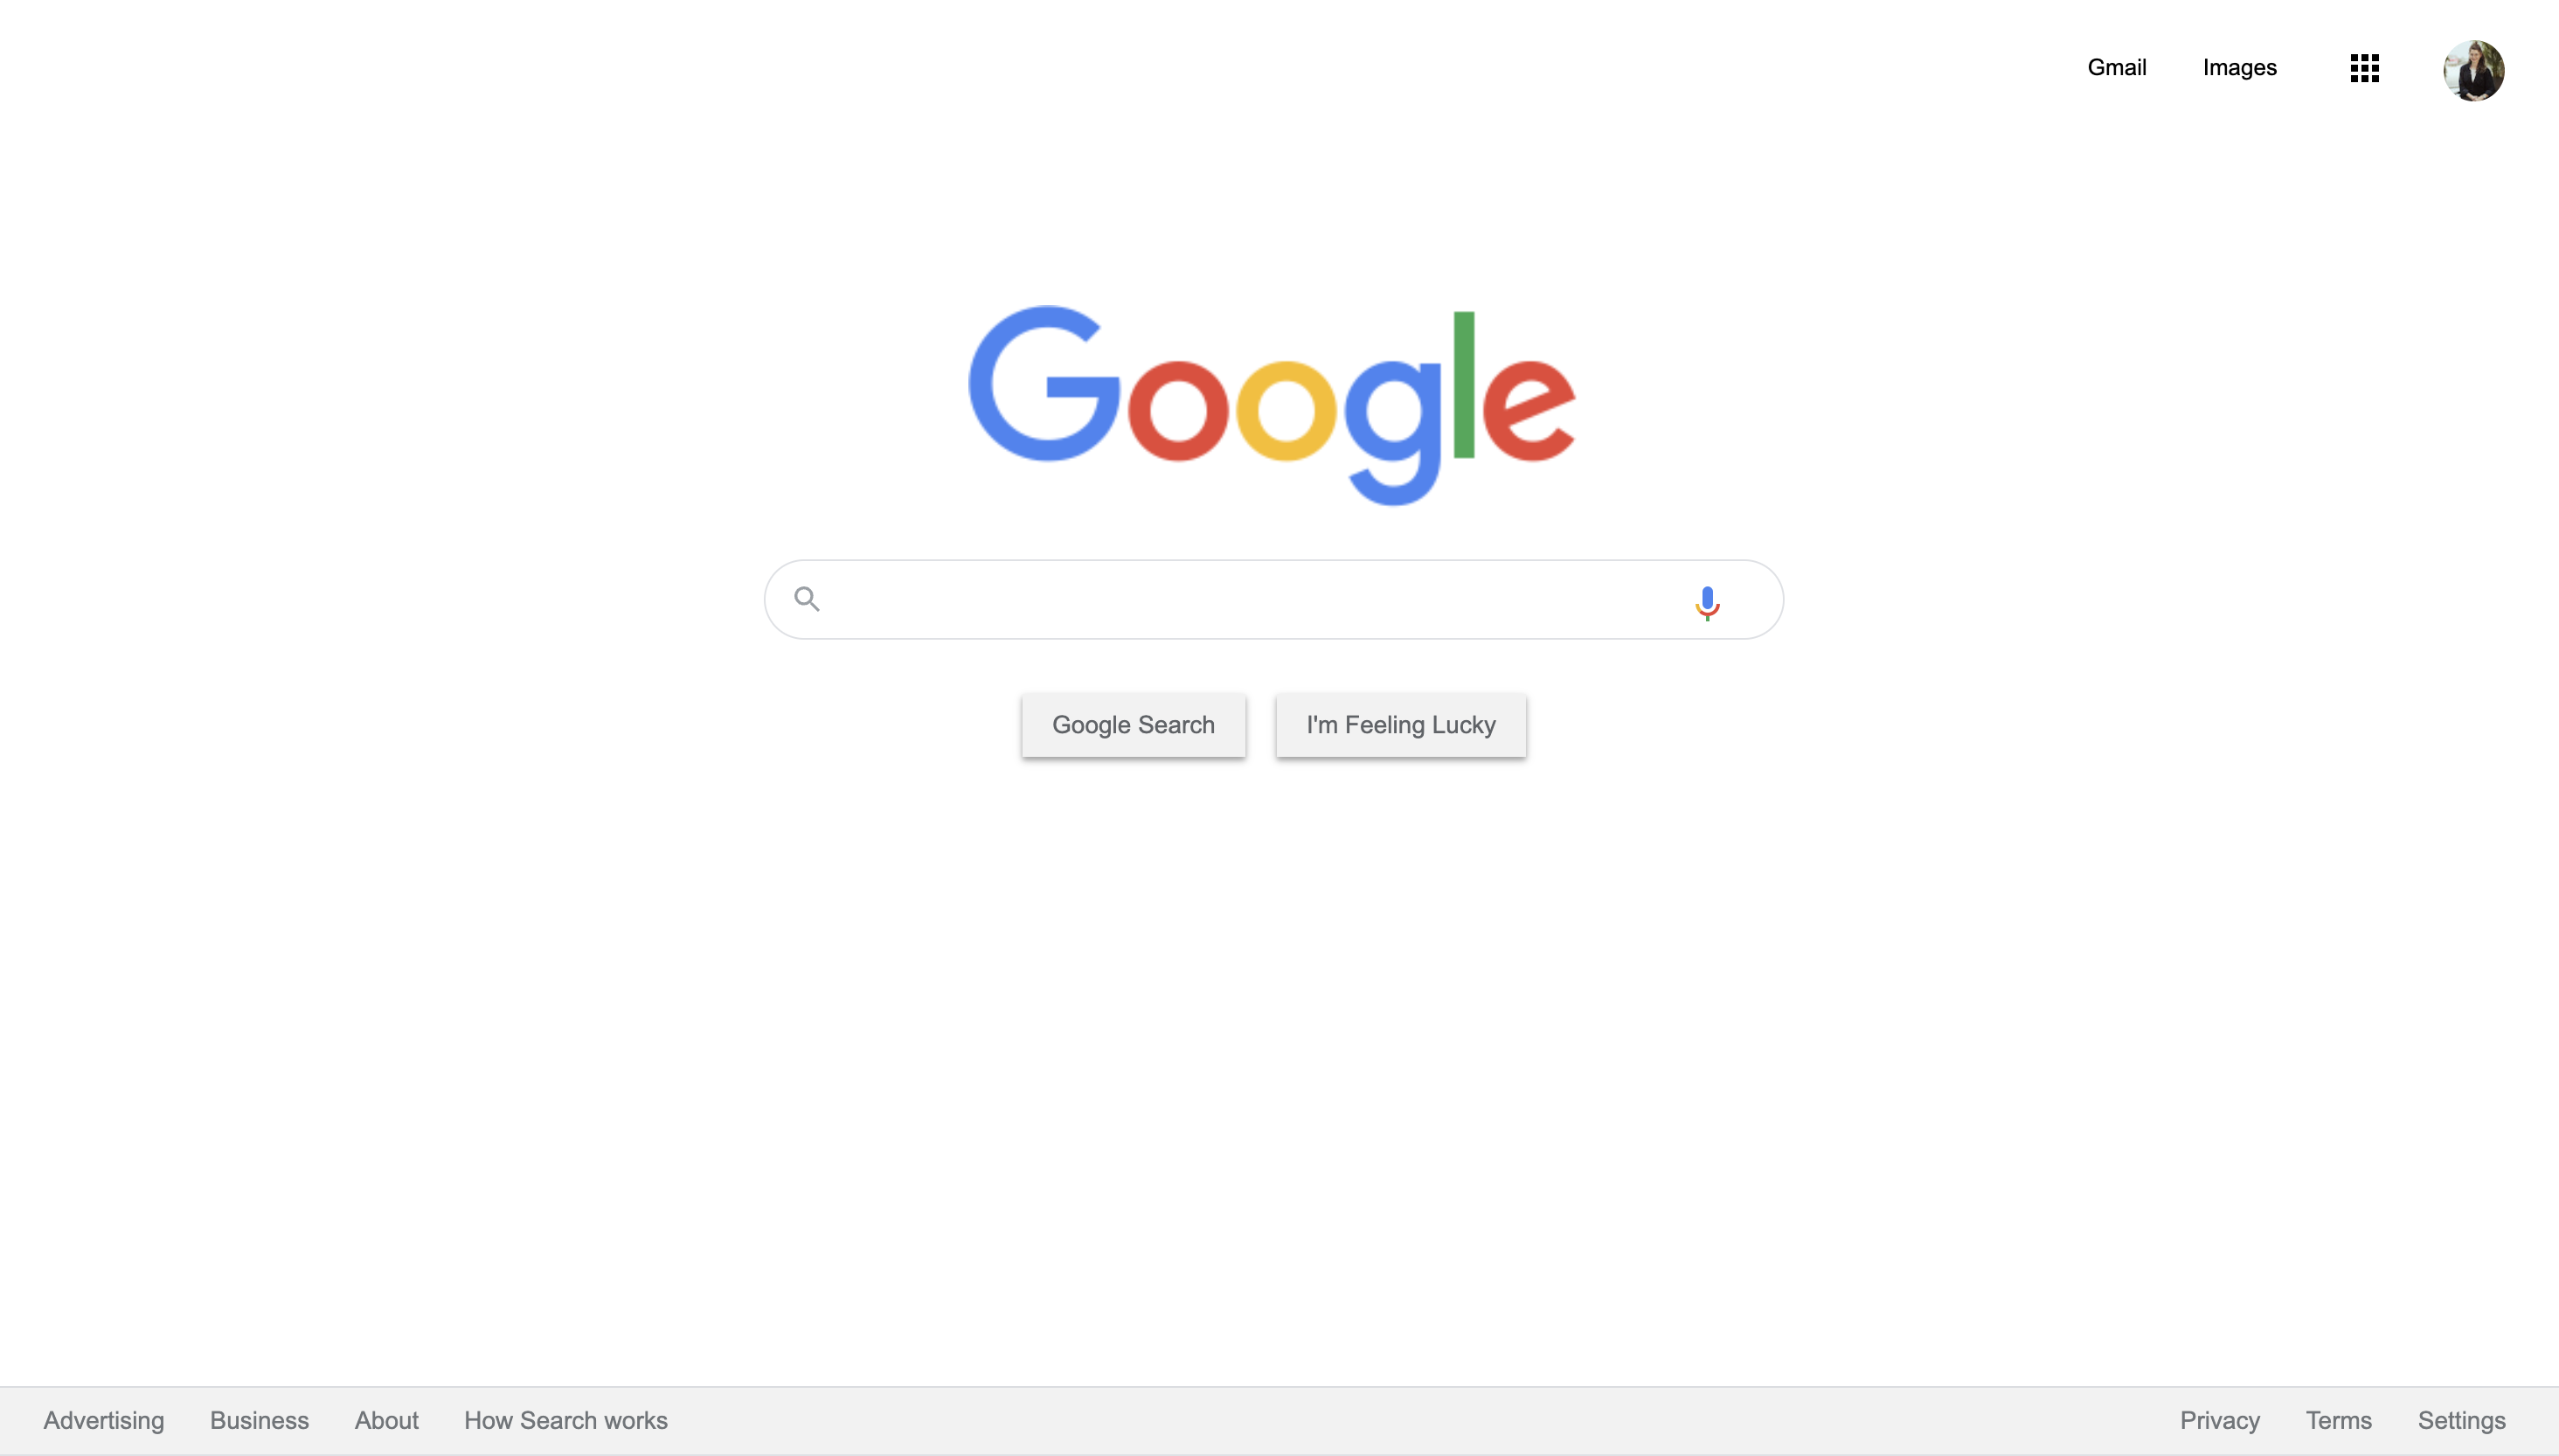 Gmail Images
Google
Google Search I'm Feeling Lucky
Advertising Business About How Search works Privacy Terms Settings